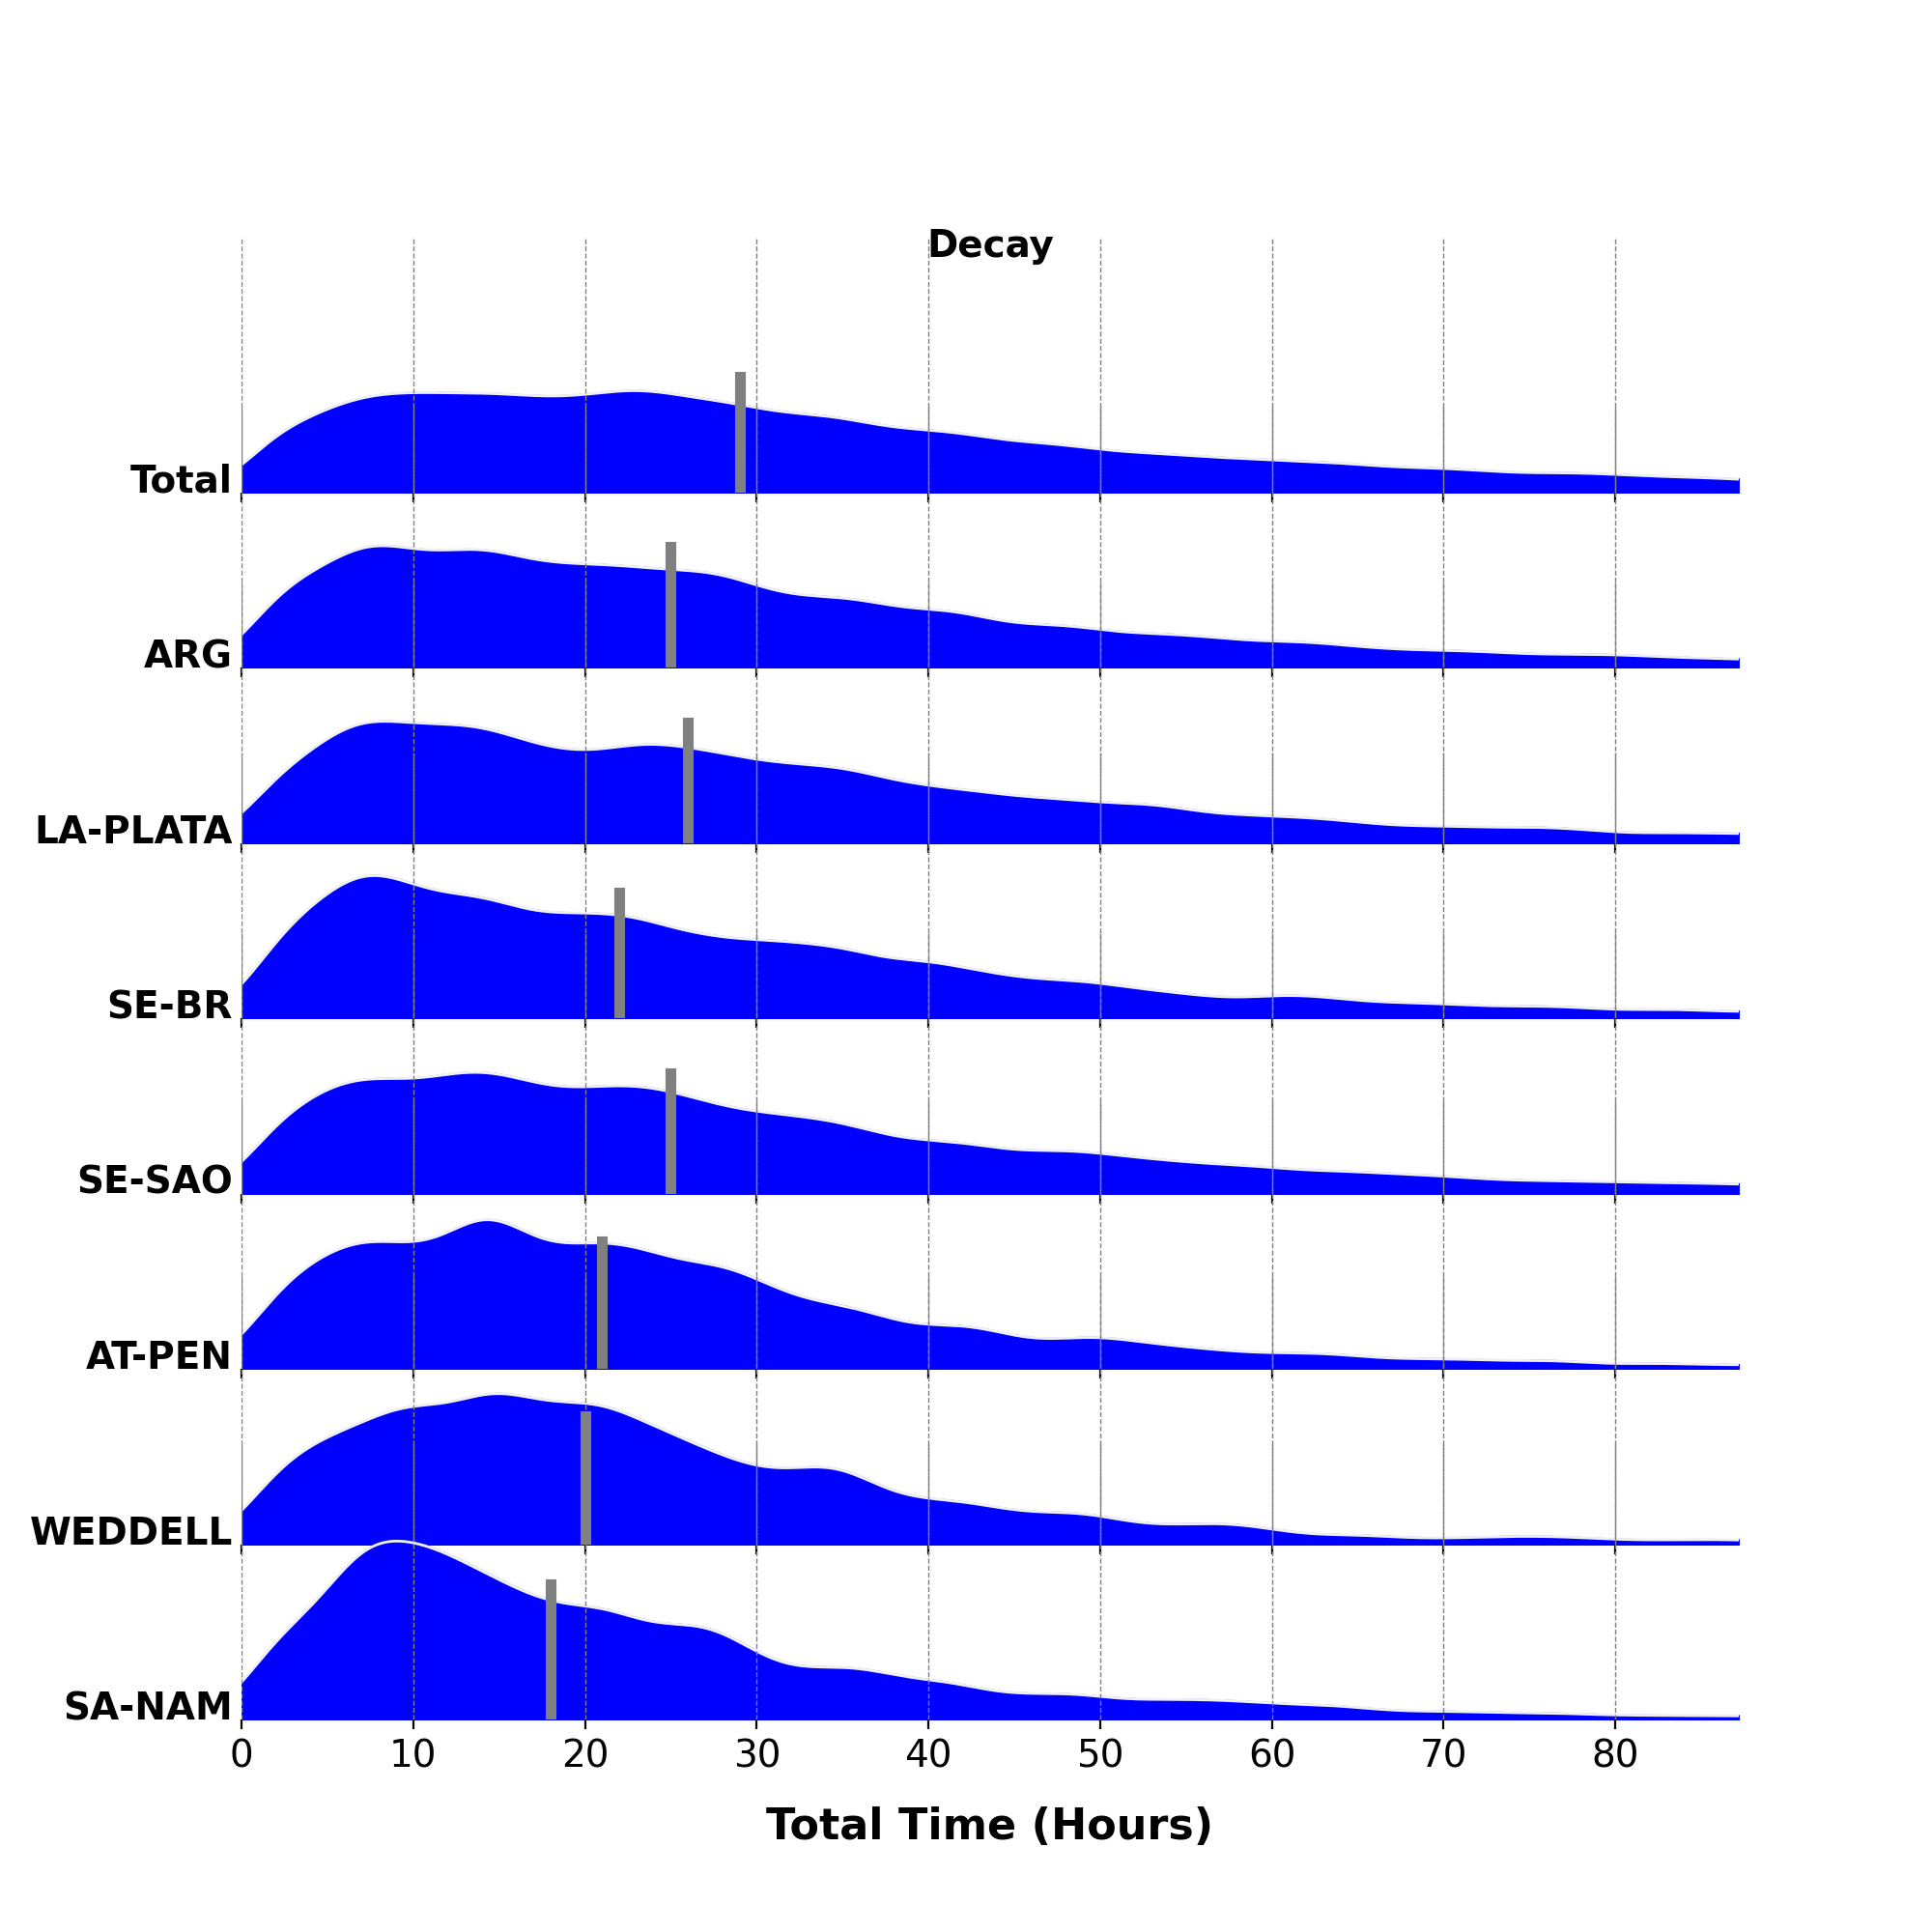 Decay
Total
ARG
LA-PLATA
SE-BR
SE-SAO
AT-PEN
WEDDELL
SA-NAM
0 10 20 30 40 50 60 70 80
Total Time (Hours)